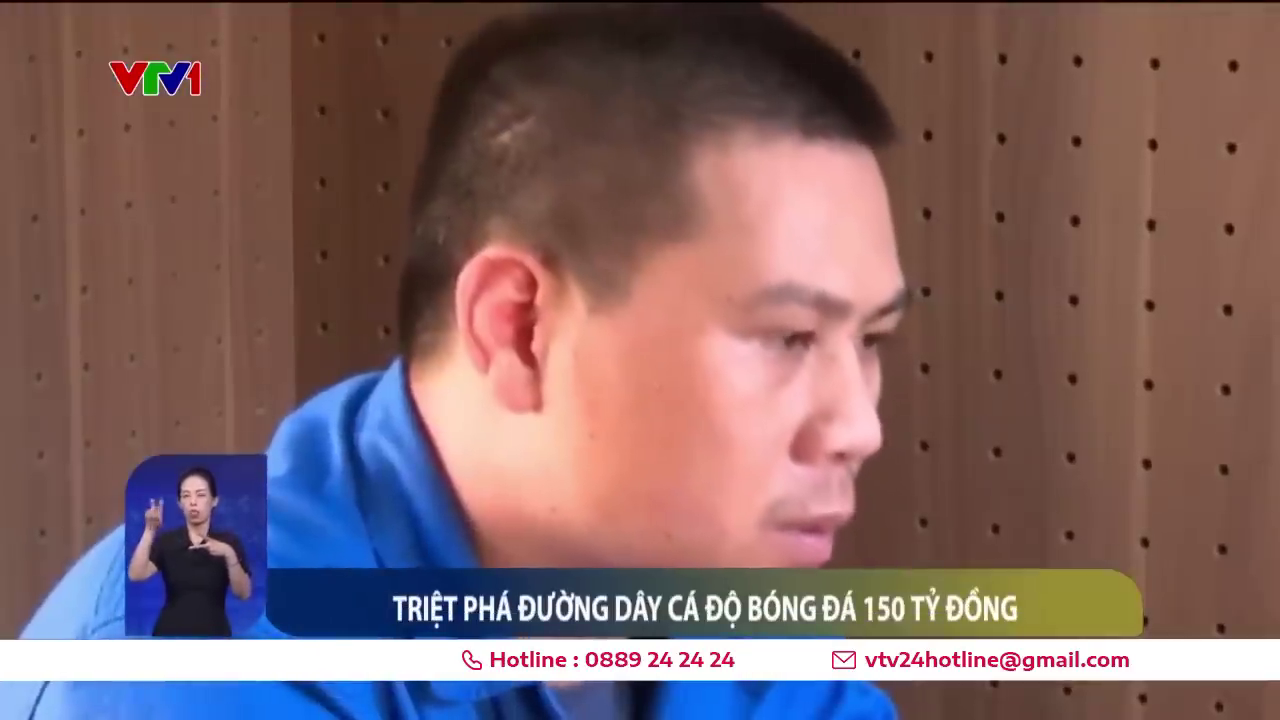 VTV1
TRIỆT PHÁ ĐƯỜNG DÂY CÁ ĐỘ BÓNG ĐÁ 150 TỶ ĐỒNG
Hotline : 0889 24 24 24
vtv24hotline@gmail.com